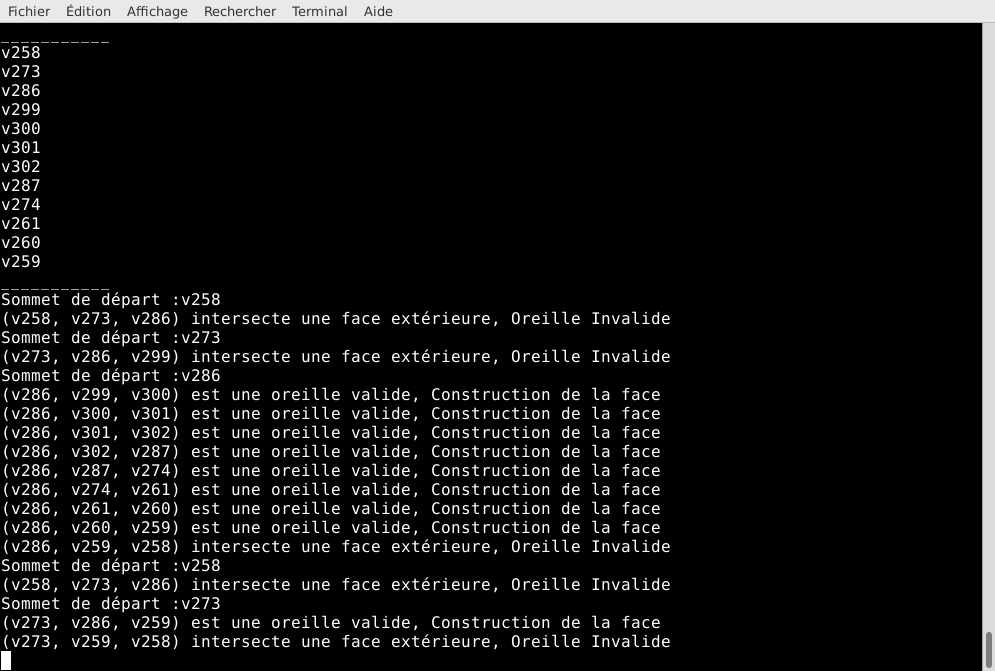 Fichier Édition Affichage Rechercher Terminal Aide
___________
v258
v273
v286
v299
v300
v301
v302
v287
v274
v261
v260
v259
___________
Sommet de départ :v258
(v258, v273, v286) intersecte une face extérieure, Oreille Invalide
Sommet de départ :v273
(v273, v286, v299) intersecte une face extérieure, Oreille Invalide
Sommet de départ :v286
(v286, v299, v300) est une oreille valide, Construction de la face
(v286, v300, v301) est une oreille valide, Construction de la face
(v286, v301, v302) est une oreille valide, Construction de la face
(v286, v302, v287) est une oreille valide, Construction de la face
(v286, v287, v274) est une oreille valide, Construction de la face
(v286, v274, v261) est une oreille valide, Construction de la face
(v286, v261, v260) est une oreille valide, Construction de la face
(v286, v260, v259) est une oreille valide, Construction de la face
(v286, v259, v258) intersecte une face extérieure, Oreille Invalide
Sommet de départ :v258
(v258, v273, v286) intersecte une face extérieure, Oreille Invalide
Sommet de départ :v273
(v273, v286, v259) est une oreille valide, Construction de la face
(v273, v259, v258) intersecte une face extérieure, Oreille Invalide